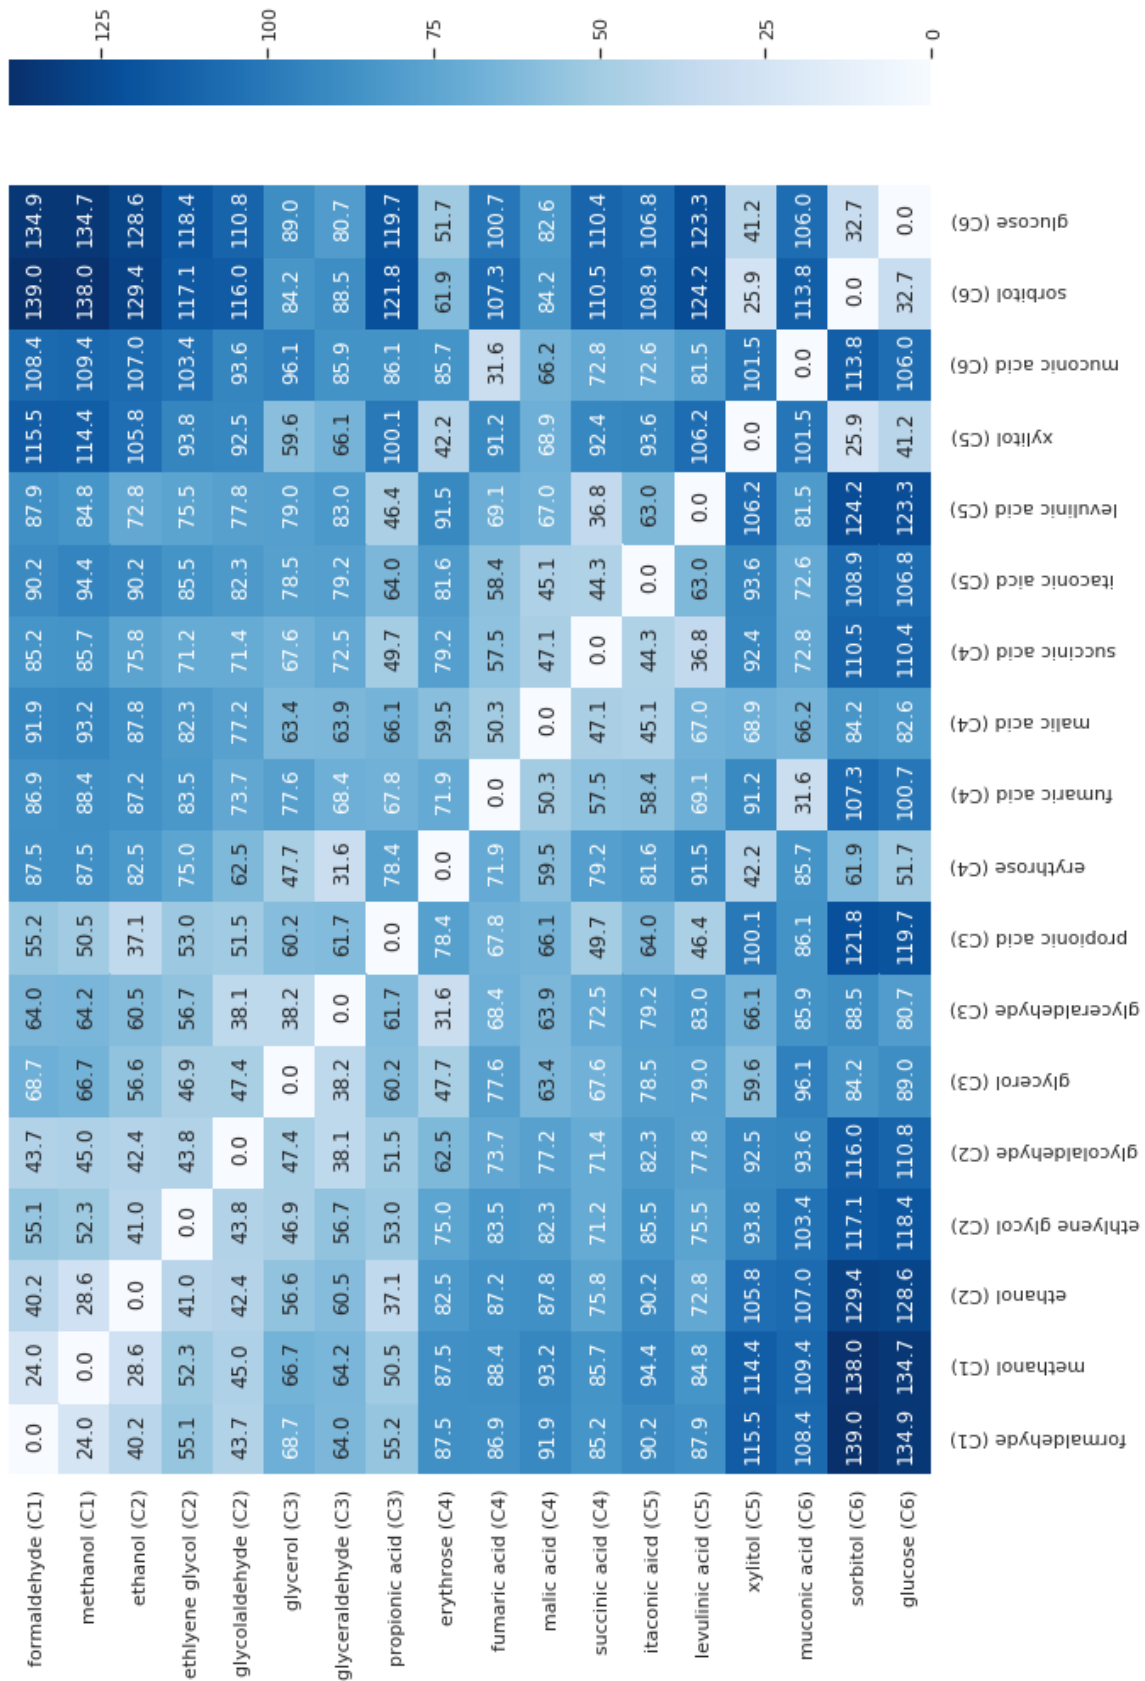 formaldehyde (C1) 0.0 24.0 40.2 55.1 43.7 68.7 64.0 55.2 87.5 86.9 91.9 85.2 90.2 87.9 115.5 108.4 139.0 134.9
methanol (C1) 24.0 0.0 28.6 52.3 45.0 66.7 64.2 50.5 87.5 88.4 93.2 85.7 94.4 84.8 114.4 109.4 138.0 134.7
ethanol (C2) 40.2 28.6 0.0 41.0 42.4 56.6 60.5 37.1 82.5 87.2 87.8 75.8 90.2 72.8 105.8 107.0 129.4 128.6
ethlyene glycol (C2) 55.1 52.3 41.0 0.0 43.8 46.9 56.7 53.0 75.0 83.5 82.3 71.2 85.5 75.5 93.8 103.4 117.1 118.4
glycolaldehyde (C2) 43.7 45.0 42.4 43.8 0.0 47.4 38.1 51.5 62.5 73.7 77.2 71.4 82.3 77.8 92.5 93.6 116.0 110.8
glycerol (C3) 68.7 66.7 56.6 46.9 47.4 0.0 38.2 60.2 47.7 77.6 63.4 67.6 78.5 79.0 59.6 96.1 84.2 89.0
glyceraldehyde (C3) 64.0 64.2 60.5 56.7 38.1 38.2 0.0 61.7 31.6 68.4 63.9 72.5 79.2 83.0 66.1 85.9 88.5 80.7
propionic acid (C3) 55.2 50.5 37.1 53.0 51.5 60.2 61.7 0.0 78.4 67.8 66.1 49.7 64.0 46.4 100.1 86.1 121.8 119.7
erythrose (C4) 87.5 87.5 82.5 75.0 62.5 47.7 31.6 78.4 0.0 71.9 59.5 79.2 81.6 91.5 42.2 85.7 61.9 51.7
fumaric acid (C4) 86.9 88.4 87.2 83.5 73.7 77.6 68.4 67.8 71.9 0.0 50.3 57.5 58.4 69.1 91.2 31.6 107.3 100.7
malic acid (C4) 91.9 93.2 87.8 82.3 77.2 63.4 63.9 66.1 59.5 50.3 0.0 47.1 45.1 67.0 68.9 66.2 84.2 82.6
succinic acid (C4) 85.2 85.7 75.8 71.2 71.4 67.6 72.5 49.7 79.2 57.5 47.1 0.0 44.3 36.8 92.4 72.8 110.5 110.4
itaconic aicd (C5) 90.2 94.4 90.2 85.5 82.3 78.5 79.2 64.0 81.6 58.4 45.1 44.3 0.0 63.0 93.6 72.6 108.9 106.8
levulinic acid (C5) 87.9 84.8 72.8 75.5 77.8 79.0 83.0 46.4 91.5 69.1 67.0 36.8 63.0 0.0 106.2 81.5 124.2 123.3
xylitol (C5) 115.5 114.4 105.8 93.8 92.5 59.6 66.1 100.1 42.2 91.2 68.9 92.4 93.6 106.2 0.0 101.5 25.9 41.2
muconic acid (C6) 108.4 109.4 107.0 103.4 93.6 96.1 85.9 86.1 85.7 31.6 66.2 72.8 72.6 81.5 101.5 0.0 113.8 106.0
sorbitol (C6) 139.0 138.0 129.4 117.1 116.0 84.2 88.5 121.8 61.9 107.3 84.2 110.5 108.9 124.2 25.9 113.8 0.0 32.7
glucose (C6) 134.9 134.7 128.6 118.4 110.8 89.0 80.7 119.7 51.7 100.7 82.6 110.4 106.8 123.3 41.2 106.0 32.7 0.0
formaldehyde (C1)
methanol (C1)
ethanol (C2)
ethlyene glycol (C2)
glycolaldehyde (C2)
glycerol (C3)
glyceraldehyde (C3)
propionic acid (C3)
erythrose (C4)
fumaric acid (C4)
malic acid (C4)
succinic acid (C4)
itaconic aicd (C5)
levulinic acid (C5)
xylitol (C5)
muconic acid (C6)
sorbitol (C6)
glucose (C6)
125
100
75
50
25
0